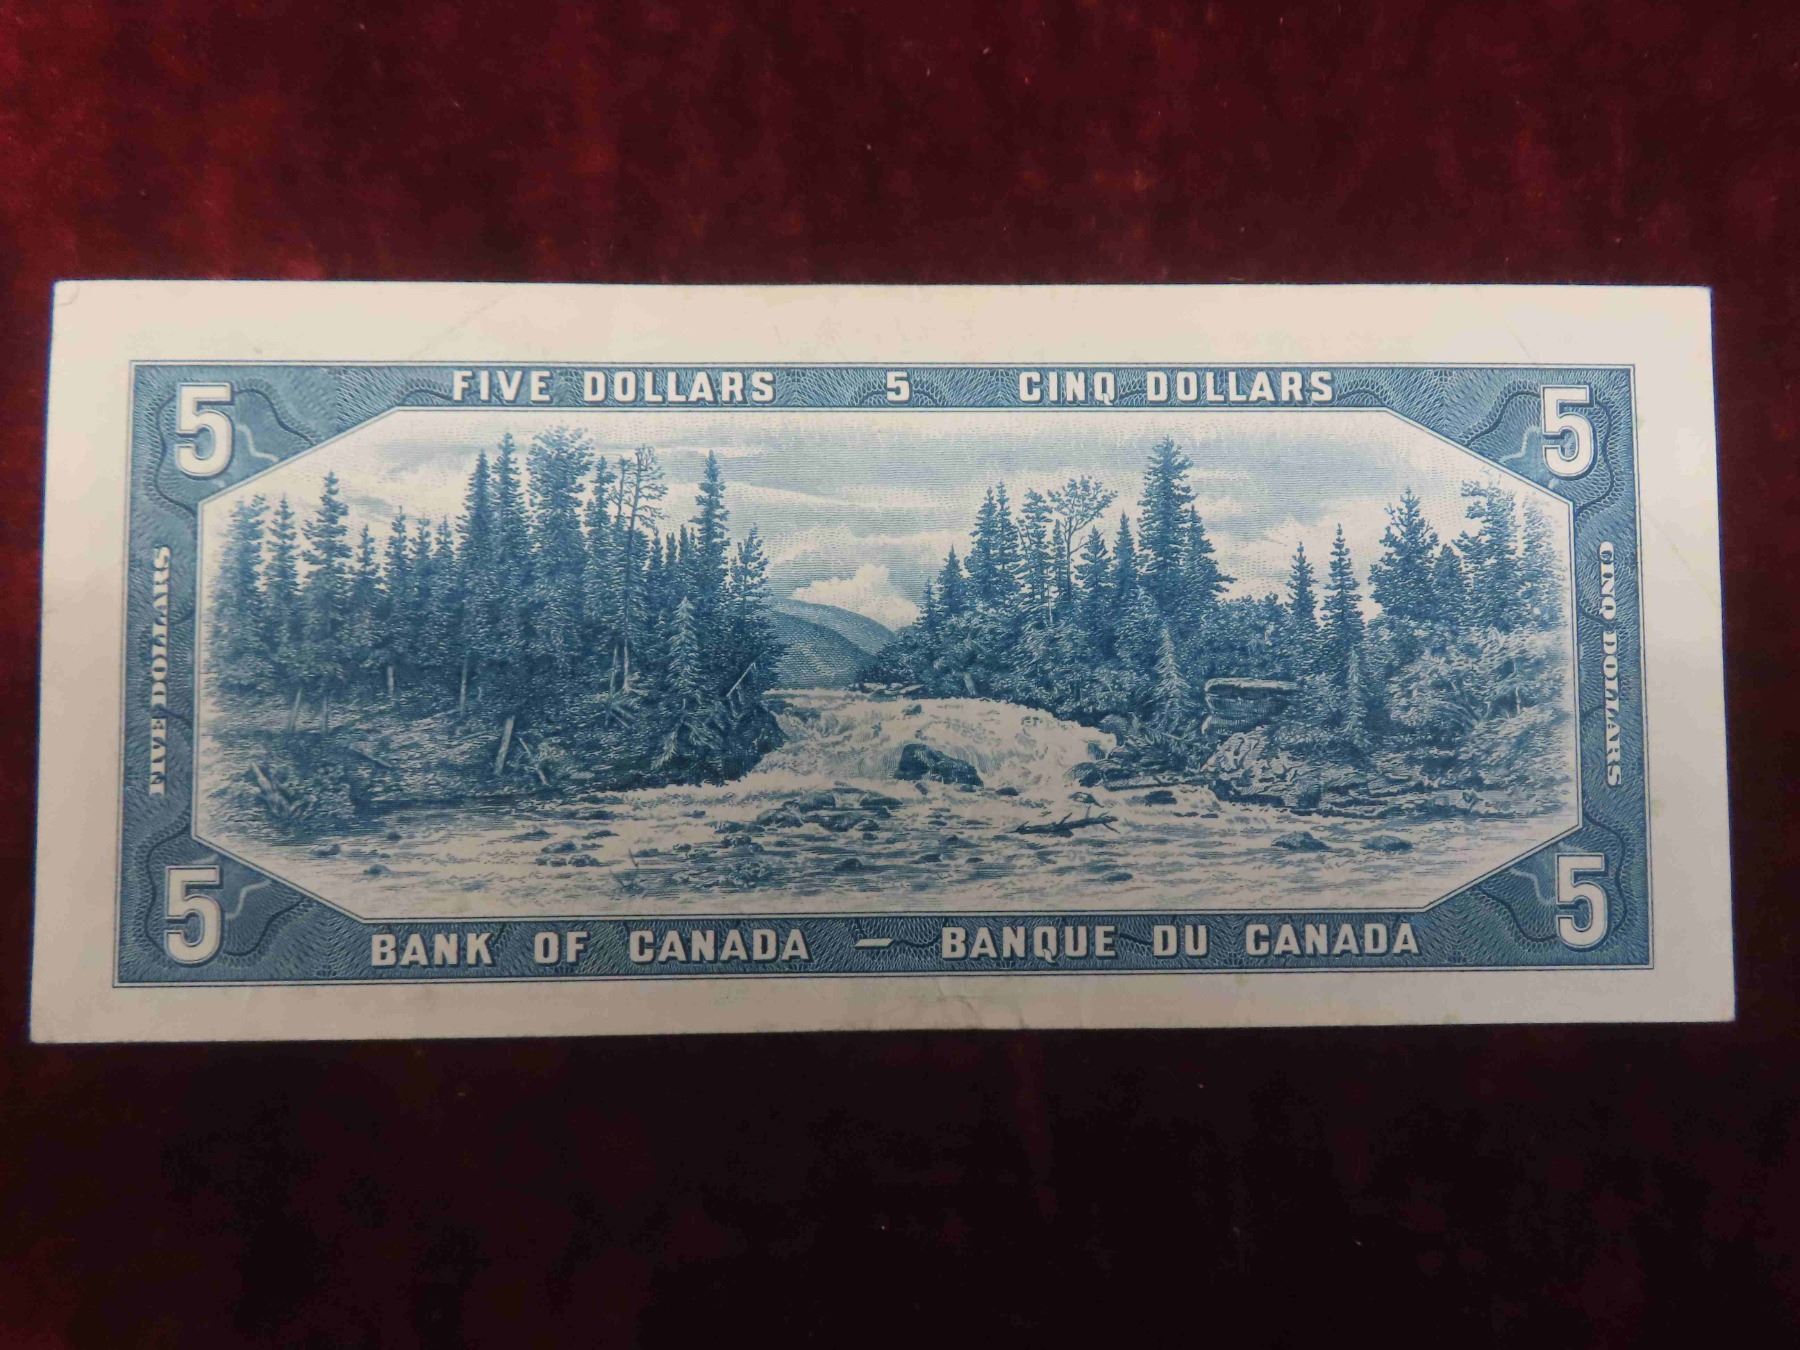 FIVE DOLLARS 5 CINQ DOLLARS
5 5
FIVE DOLLARS
CINQ DOLLARS
5 5
BANK OF CANADA – BANQUE DU CANADA